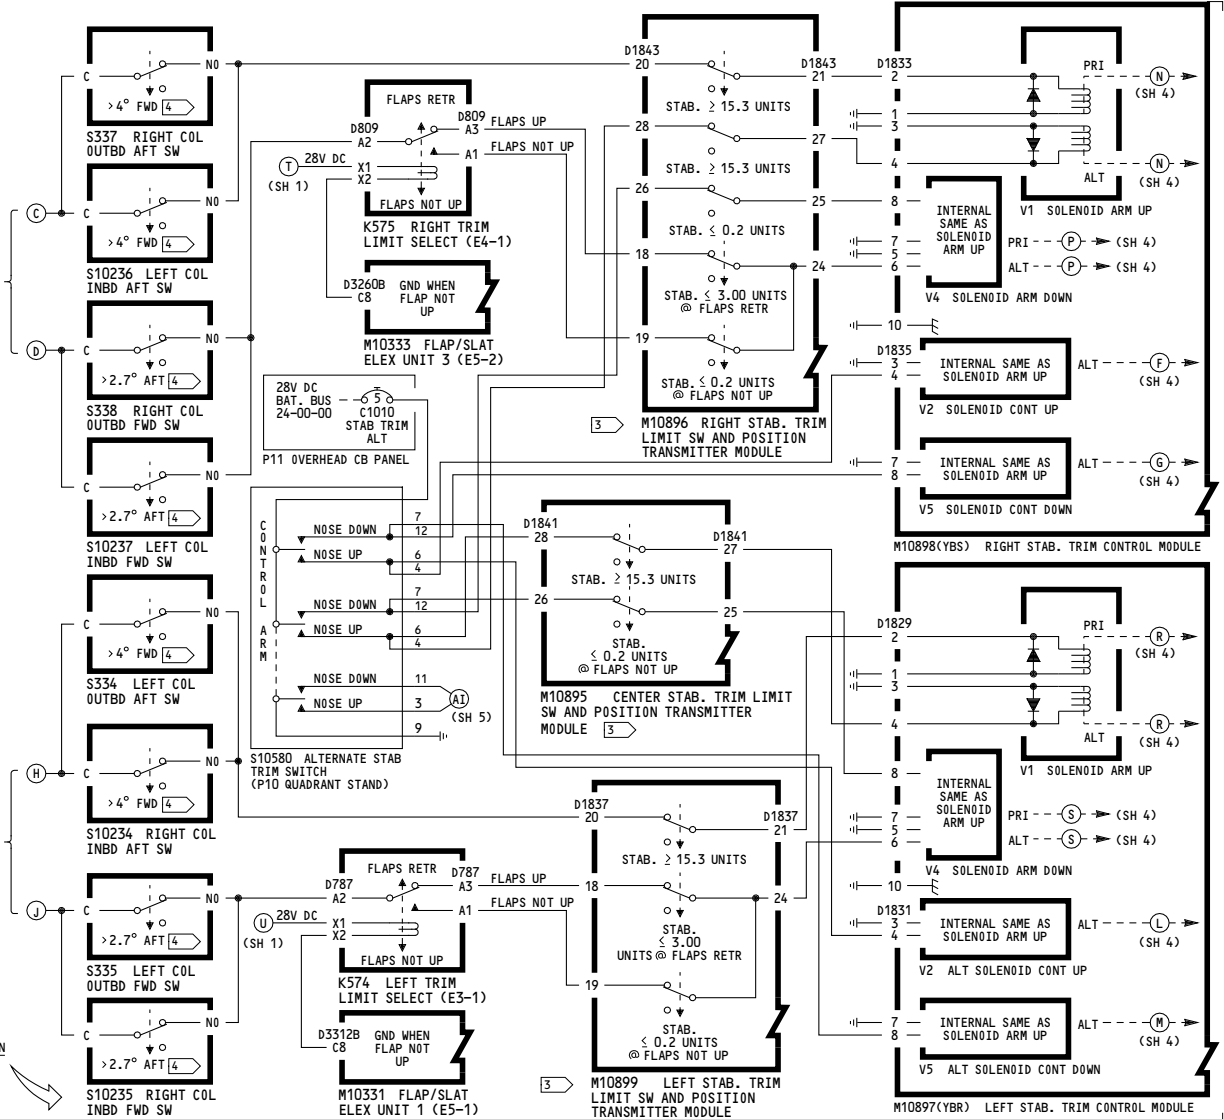 C
NO
>4° FWD 4
S337 RIGHT COL
OUTBD AFT SW
C
NO
>4° FWD 4
S10236 LEFT COL
INBD AFT SW
C
D
C
NO
>2.7° AFT 4
S338 RIGHT COL
OUTBD FWD SW
C
NO
>2.7° AFT 4
S10237 LEFT COL
INBD FWD SW
C
NO
>4° FWD 4
S334 LEFT COL
OUTBD AFT SW
H
C
NO
>4° FWD 4
S10234 RIGHT COL
INBD AFT SW
J
C
NO
>2.7° AFT 4
S335 LEFT COL
OUTBD FWD SW
C
NO
>2.7° AFT 4
S10235 RIGHT COL
INBD FWD SW
N
FLAPS RETR
D809
A2
D809
A3 FLAPS UP
A1 FLAPS NOT UP
T
28V DC
(SH 1)
X1
X2
FLAPS NOT UP
K575 RIGHT TRIM
LIMIT SELECT (E4-1)
D3260B
C8
GND WHEN
FLAP NOT
UP
M10333 FLAP/SLAT
ELEX UNIT 3 (E5-2)
28V DC
BAT. BUS
24-00-00
5
C1010
STAB TRIM
ALT
P11 OVERHEAD CB PANEL
CONTROL ARM
NOSE DOWN
7
12
NOSE UP
6
4
NOSE DOWN
7
12
NOSE UP
6
4
NOSE DOWN 11
NOSE UP 3
AI
(SH 5)
9
S10580 ALTERNATE STAB
TRIM SWITCH
(P10 QUADRANT STAND)
FLAPS RETR
D787
A2
D787
A3 FLAPS UP
A1 FLAPS NOT UP
U
28V DC
(SH 1)
X1
X2
FLAPS NOT UP
K574 LEFT TRIM
LIMIT SELECT (E3-1)
D3312B
C8
GND WHEN
FLAP NOT
UP
M10331 FLAP/SLAT
ELEX UNIT 1 (E5-1)
D1843
20
D1843
21
STAB. ≥ 15.3 UNITS
28
27
STAB. ≥ 15.3 UNITS
26
25
STAB. ≤ 0.2 UNITS
18
24
STAB. ≤ 3.00 UNITS
@ FLAPS RETR
19
STAB. ≤ 0.2 UNITS
@ FLAPS NOT UP
3
M10896 RIGHT STAB. TRIM
LIMIT SW AND POSITION
TRANSMITTER MODULE
D1841
28
D1841
27
STAB. ≥ 15.3 UNITS
26
25
STAB.
≤ 0.2 UNITS
@ FLAPS NOT UP
M10895 CENTER STAB. TRIM LIMIT
SW AND POSITION TRANSMITTER
MODULE 3
D1837
20
D1837
21
STAB. ≥ 15.3 UNITS
18
24
STAB.
≤ 3.00
UNITS @ FLAPS RETR
19
STAB.
≤ 0.2 UNITS
@ FLAPS NOT UP
3
M10899 LEFT STAB. TRIM
LIMIT SW AND POSITION
TRANSMITTER MODULE
D1833
2
1
3
4
PRI
N
(SH 4)
ALT
N
(SH 4)
V1 SOLENOID ARM UP
8
7
5
6
INTERNAL
SAME AS
SOLENOID
ARM UP
PRI P (SH 4)
ALT P (SH 4)
V4 SOLENOID ARM DOWN
10
D1835
3
4
INTERNAL SAME AS
SOLENOID ARM UP
ALT F
(SH 4)
V2 SOLENOID CONT UP
7
8
INTERNAL SAME AS
SOLENOID ARM UP
ALT G
(SH 4)
V5 SOLENOID CONT DOWN
M10898(YBS) RIGHT STAB. TRIM CONTROL MODULE
D1829
2
1
3
4
PRI
R
(SH 4)
ALT
R
(SH 4)
V1 SOLENOID ARM UP
8
7
5
6
INTERNAL
SAME AS
SOLENOID
ARM UP
PRI S (SH 4)
ALT S (SH 4)
V4 SOLENOID ARM DOWN
10
D1831
3
4
INTERNAL SAME AS
SOLENOID ARM UP
ALT L
(SH 4)
V2 ALT SOLENOID CONT UP
7
8
INTERNAL SAME AS
SOLENOID ARM UP
ALT M
(SH 4)
V5 ALT SOLENOID CONT DOWN
M10897(YBR) LEFT STAB. TRIM CONTROL MODULE